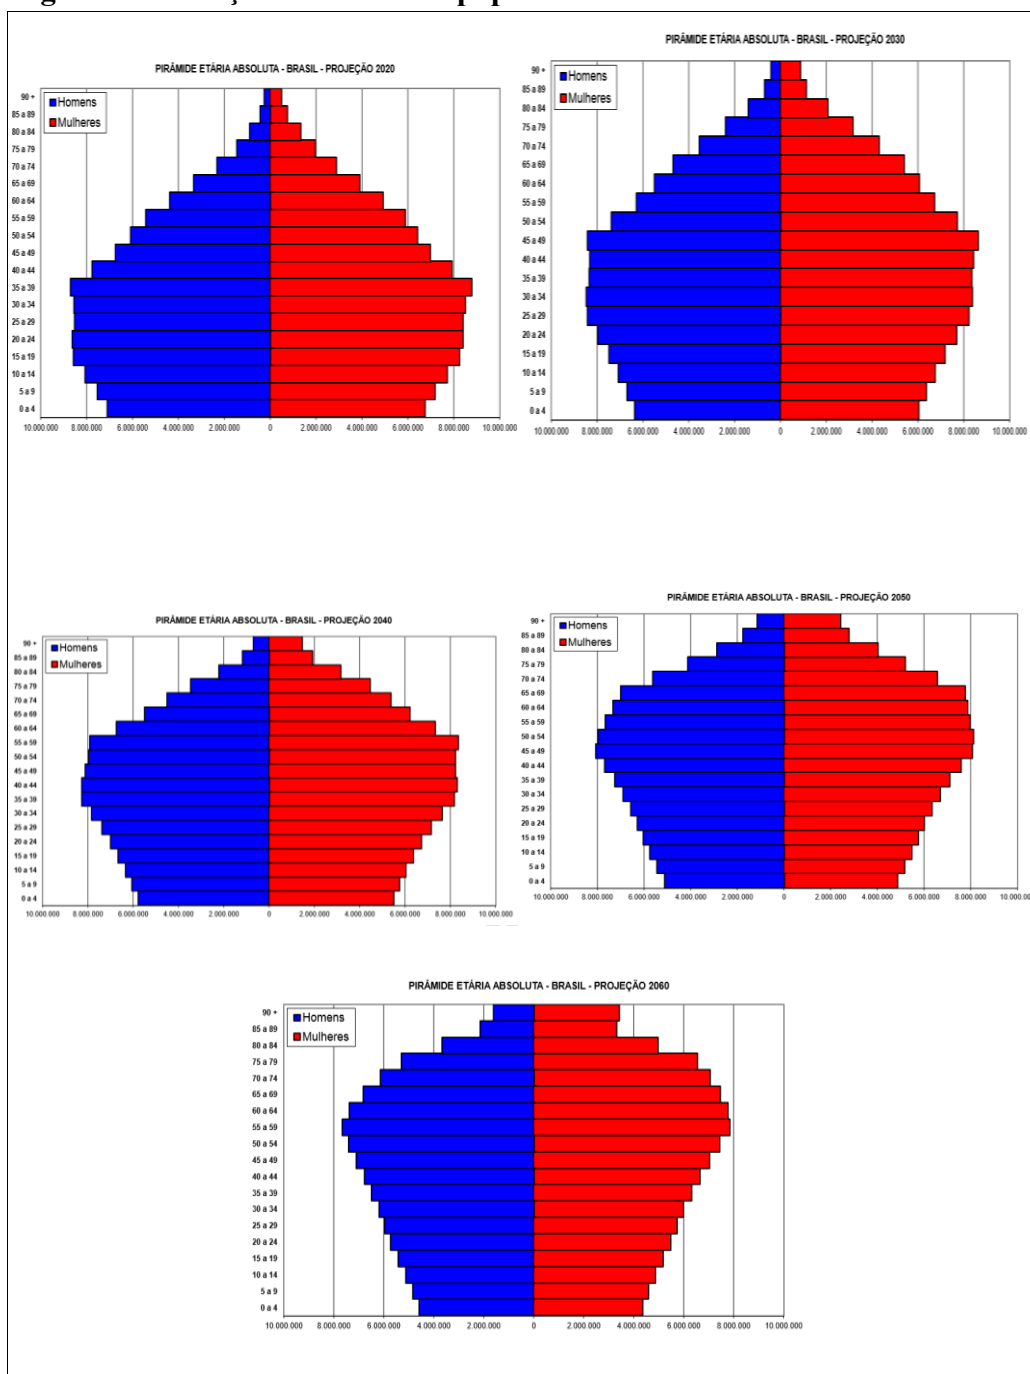 PIRÂMIDE ETÁRIA ABSOLUTA - BRASIL - PROJEÇÃO 2020
Homens
Mulheres
90 +
85 a 89
80 a 84
75 a 79
70 a 74
65 a 69
60 a 64
55 a 59
50 a 54
45 a 49
40 a 44
35 a 39
30 a 34
25 a 29
20 a 24
15 a 19
10 a 14
5 a 9
0 a 4
10.000.000 8.000.000 6.000.000 4.000.000 2.000.000 0 2.000.000 4.000.000 6.000.000 8.000.000 10.000.000
PIRÂMIDE ETÁRIA ABSOLUTA - BRASIL - PROJEÇÃO 2030
Homens
Mulheres
90 +
85 a 89
80 a 84
75 a 79
70 a 74
65 a 69
60 a 64
55 a 59
50 a 54
45 a 49
40 a 44
35 a 39
30 a 34
25 a 29
20 a 24
15 a 19
10 a 14
5 a 9
0 a 4
10.000.000 8.000.000 6.000.000 4.000.000 2.000.000 0 2.000.000 4.000.000 6.000.000 8.000.000 10.000.000
PIRÂMIDE ETÁRIA ABSOLUTA - BRASIL - PROJEÇÃO 2040
Homens
Mulheres
90 +
85 a 89
80 a 84
75 a 79
70 a 74
65 a 69
60 a 64
55 a 59
50 a 54
45 a 49
40 a 44
35 a 39
30 a 34
25 a 29
20 a 24
15 a 19
10 a 14
5 a 9
0 a 4
10.000.000 8.000.000 6.000.000 4.000.000 2.000.000 0 2.000.000 4.000.000 6.000.000 8.000.000 10.000.000
PIRÂMIDE ETÁRIA ABSOLUTA - BRASIL - PROJEÇÃO 2050
Homens
Mulheres
90 +
85 a 89
80 a 84
75 a 79
70 a 74
65 a 69
60 a 64
55 a 59
50 a 54
45 a 49
40 a 44
35 a 39
30 a 34
25 a 29
20 a 24
15 a 19
10 a 14
5 a 9
0 a 4
10.000.000 8.000.000 6.000.000 4.000.000 2.000.000 0 2.000.000 4.000.000 6.000.000 8.000.000
PIRÂMIDE ETÁRIA ABSOLUTA - BRASIL - PROJEÇÃO 2060
Homens
Mulheres
90 +
85 a 89
80 a 84
75 a 79
70 a 74
65 a 69
60 a 64
55 a 59
50 a 54
45 a 49
40 a 44
35 a 39
30 a 34
25 a 29
20 a 24
15 a 19
10 a 14
5 a 9
0 a 4
10.000.000 8.000.000 6.000.000 4.000.000 2.000.000 0 2.000.000 4.000.000 6.000.000 8.000.000 10.000.000